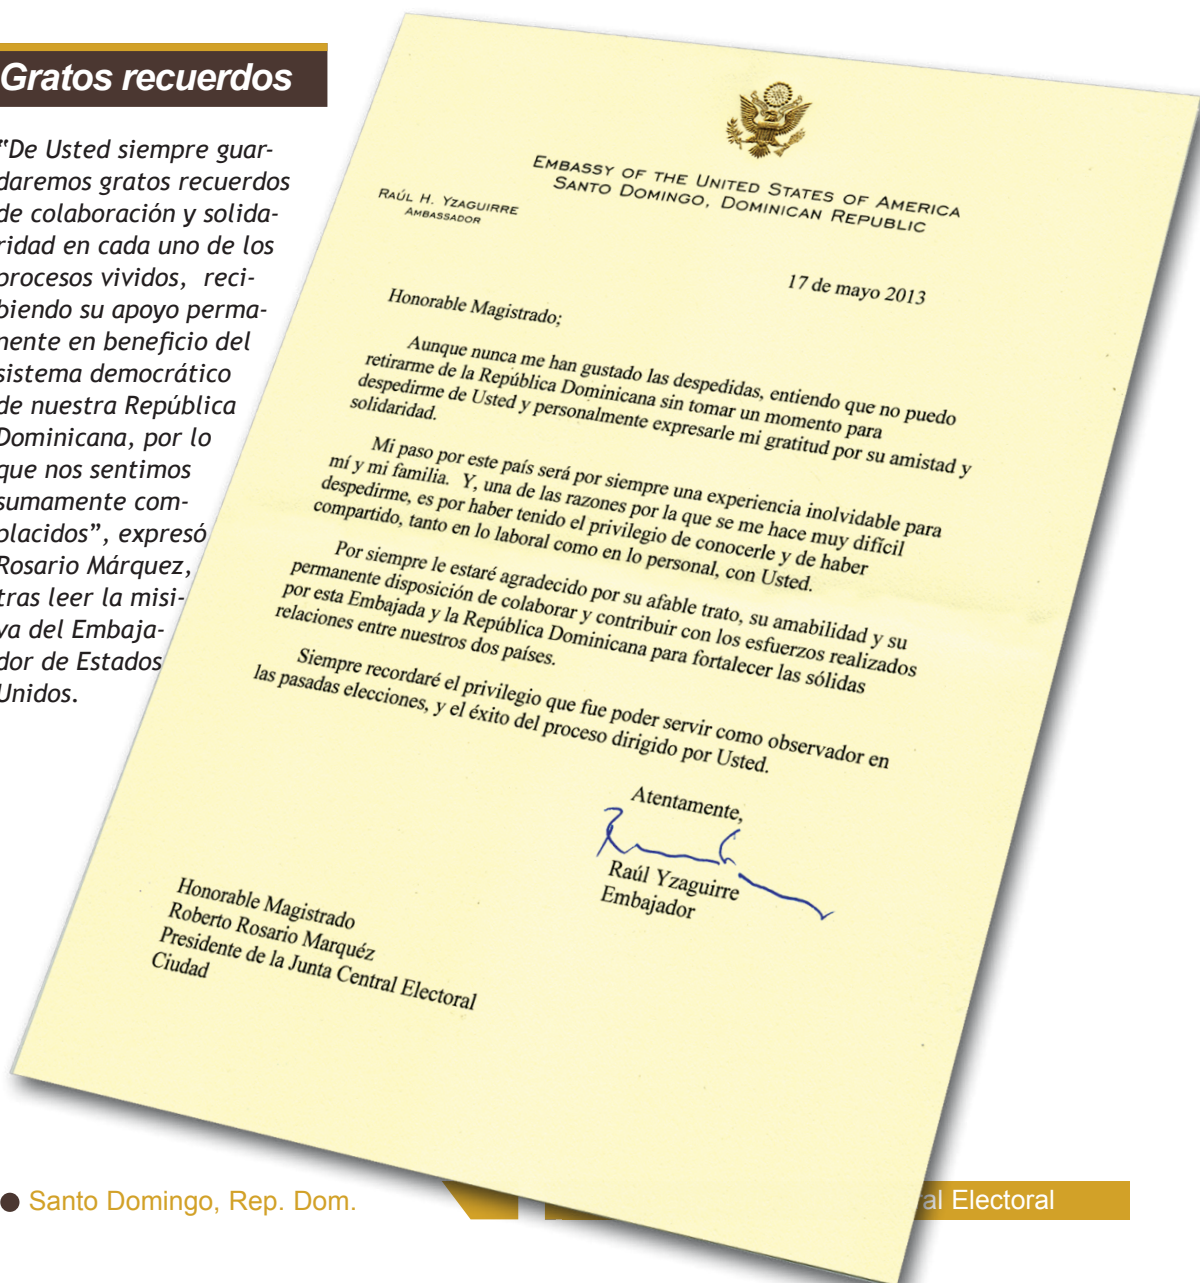 Gratos recuerdos
“De Usted siempre guar-
daremos gratos recuerdos
de colaboración y solida-
ridad en cada uno de los
procesos vividos, reci-
biendo su apoyo perma-
nente en beneficio del
sistema democrático
de nuestra República
Dominicana, por lo
que nos sentimos
sumamente com-
placidos”, expresó
Rosario Márquez,
tras leer la misi-
va del Embaja-
dor de Estados
Unidos.
EMBASSY OF THE UNITED STATES OF AMERICA
SANTO DOMINGO, DOMINICAN REPUBLIC
RAÚL H. YZAGUIRRE
AMBASSADOR
17 de mayo 2013
Honorable Magistrado;
Aunque nunca me han gustado las despedidas, entiendo que no puedo
retirarme de la República Dominicana sin tomar un momento para
despedirme de Usted y personalmente expresarle mi gratitud por su amistad y
solidaridad.
Mi paso por este país será por siempre una experiencia inolvidable para
mí y mi familia. Y, una de las razones por la que se me hace muy difícil
despedirme, es por haber tenido el privilegio de conocerle y de haber
compartido, tanto en lo laboral como en lo personal, con Usted.
Por siempre le estaré agradecido por su afable trato, su amabilidad y su
permanente disposición de colaborar y contribuir con los esfuerzos realizados
por esta Embajada y la República Dominicana para fortalecer las sólidas
relaciones entre nuestros dos países.
Siempre recordaré el privilegio que fue poder servir como observador en
las pasadas elecciones, y el éxito del proceso dirigido por Usted.
Atentamente,
Raúl Yzaguirre
Embajador
Honorable Magistrado
Roberto Rosario Marquéz
Presidente de la Junta Central Electoral
Ciudad
● Santo Domingo, Rep. Dom.
al Electoral